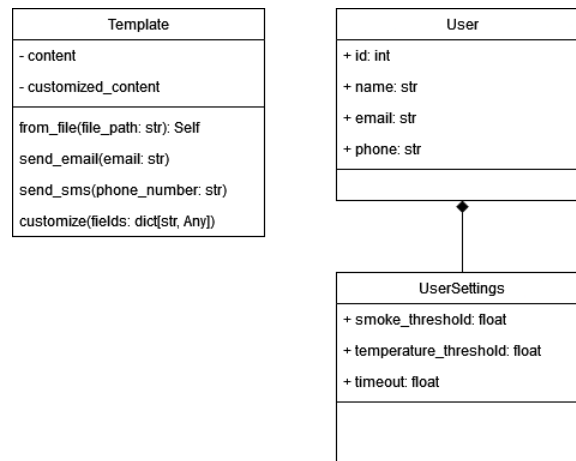 Template
- content
- customized_content
from_file(file_path: str): Self
send_email(email: str)
send_sms(phone_number: str)
customize(fields: dict[str, Any])
User
+ id: int
+ name: str
+ email: str
+ phone: str
UserSettings
+ smoke_threshold: float
+ temperature_threshold: float
+ timeout: float